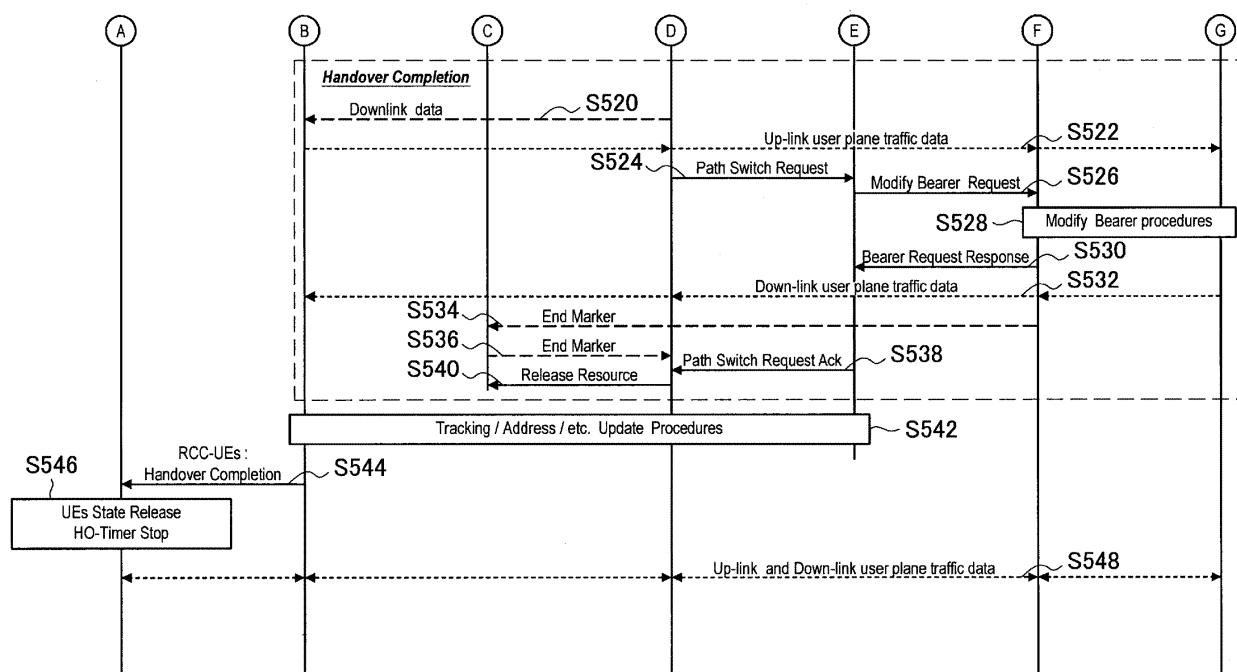 A B C D E F G
Handover Completion
Downlink data
S520
Up-link user plane traffic data
S522
S524
Path Switch Request
Modify Bearer Request
S526
S528
Modify Bearer procedures
Bearer Request Response
S530
Down-link user plane traffic data
S532
S534
End Marker
S536
End Marker
Path Switch Request Ack
S538
S540
Release Resource
Tracking / Address / etc. Update Procedures
S542
RCC-UEs :
Handover Completion
S544
S546
UEs State Release
HO-Timer Stop
Up-link and Down-link user plane traffic data
S548